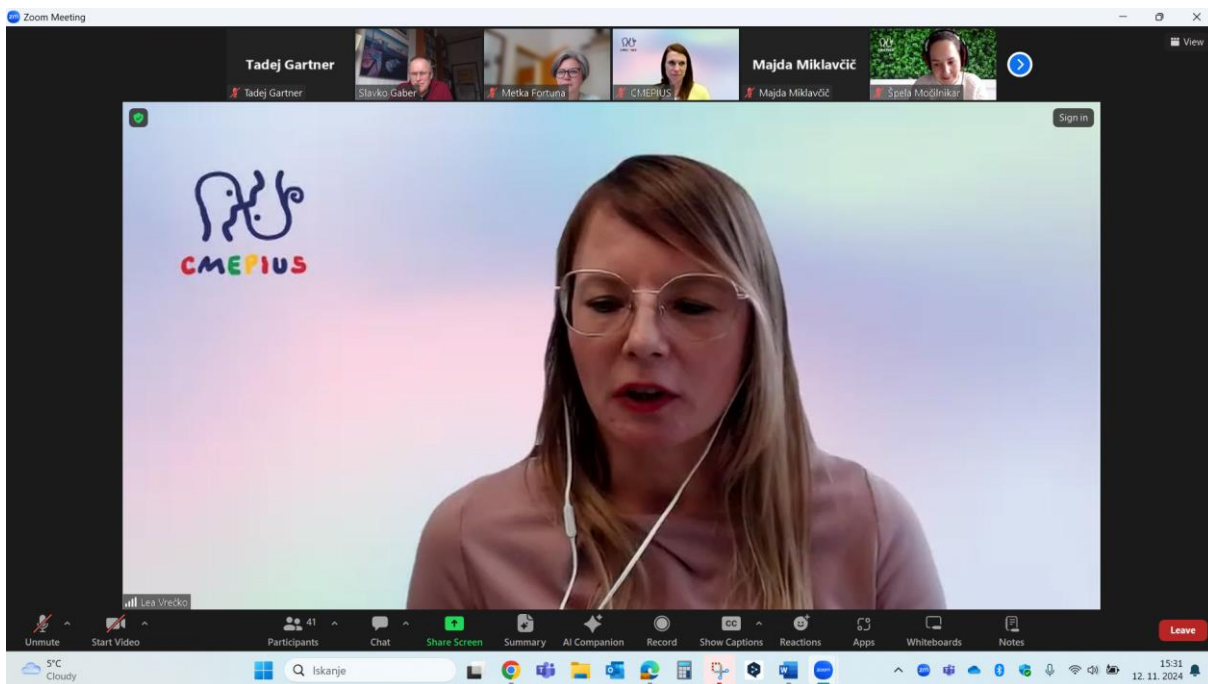 Zoom Meeting
View
Tadej Gartner
Tadej Gartner
Slavko Gaber
Metka Fortuna
CMEPIUS
Majda Miklavčič
Majda Miklavčič
Špela Močilnikar
Sign in
CMEPIUS
Lea Vrečko
Unmute
Start Video
41
Participants
Chat
Share Screen
Summary
AI Companion
Record
CC
Show Captions
Reactions
Apps
Whiteboards
Notes
Leave
5°C
Cloudy
Iskanje
15:31
12. 11. 2024